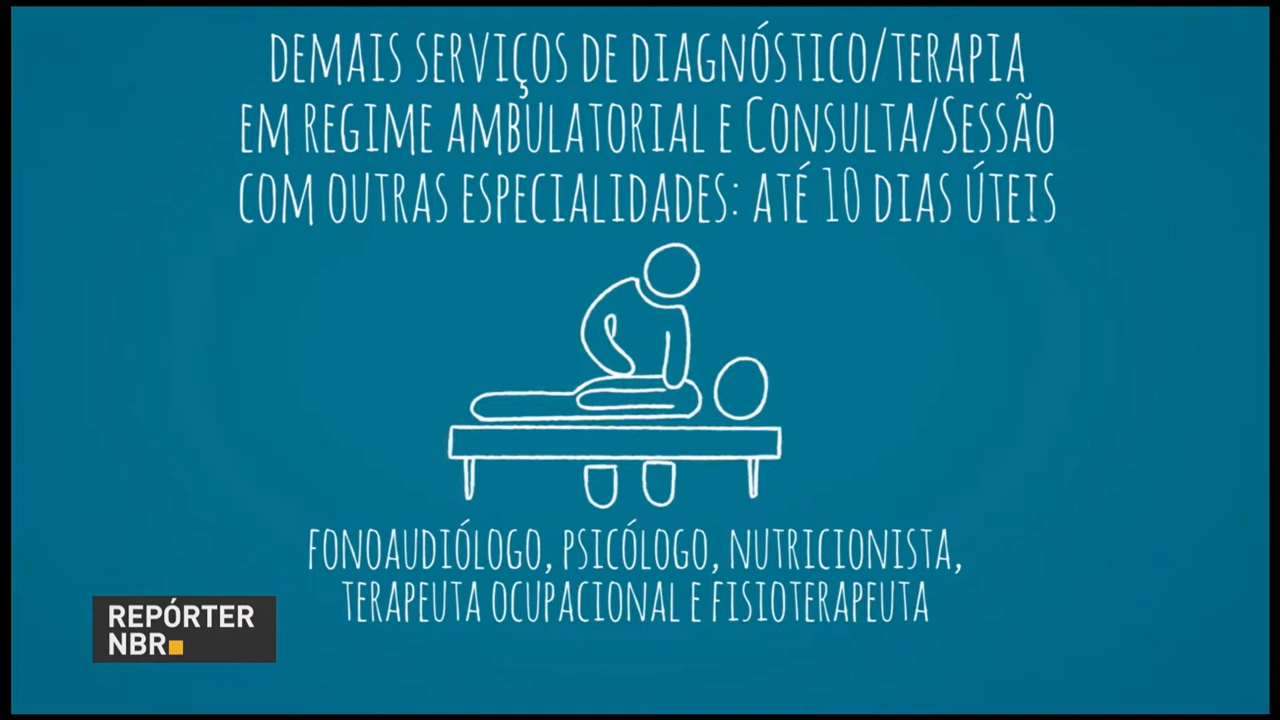 DEMAIS SERVIÇOS DE DIAGNÓSTICO/TERAPIA
EM REGIME AMBULATORIAL E CONSULTA/SESSÃO
COM OUTRAS ESPECIALIDADES: ATÉ 10 DIAS ÚTEIS
FONOAUDIÓLOGO, PSICÓLOGO, NUTRICIONISTA,
TERAPEUTA OCUPACIONAL E FISIOTERAPEUTA
REPÓRTER
NBR